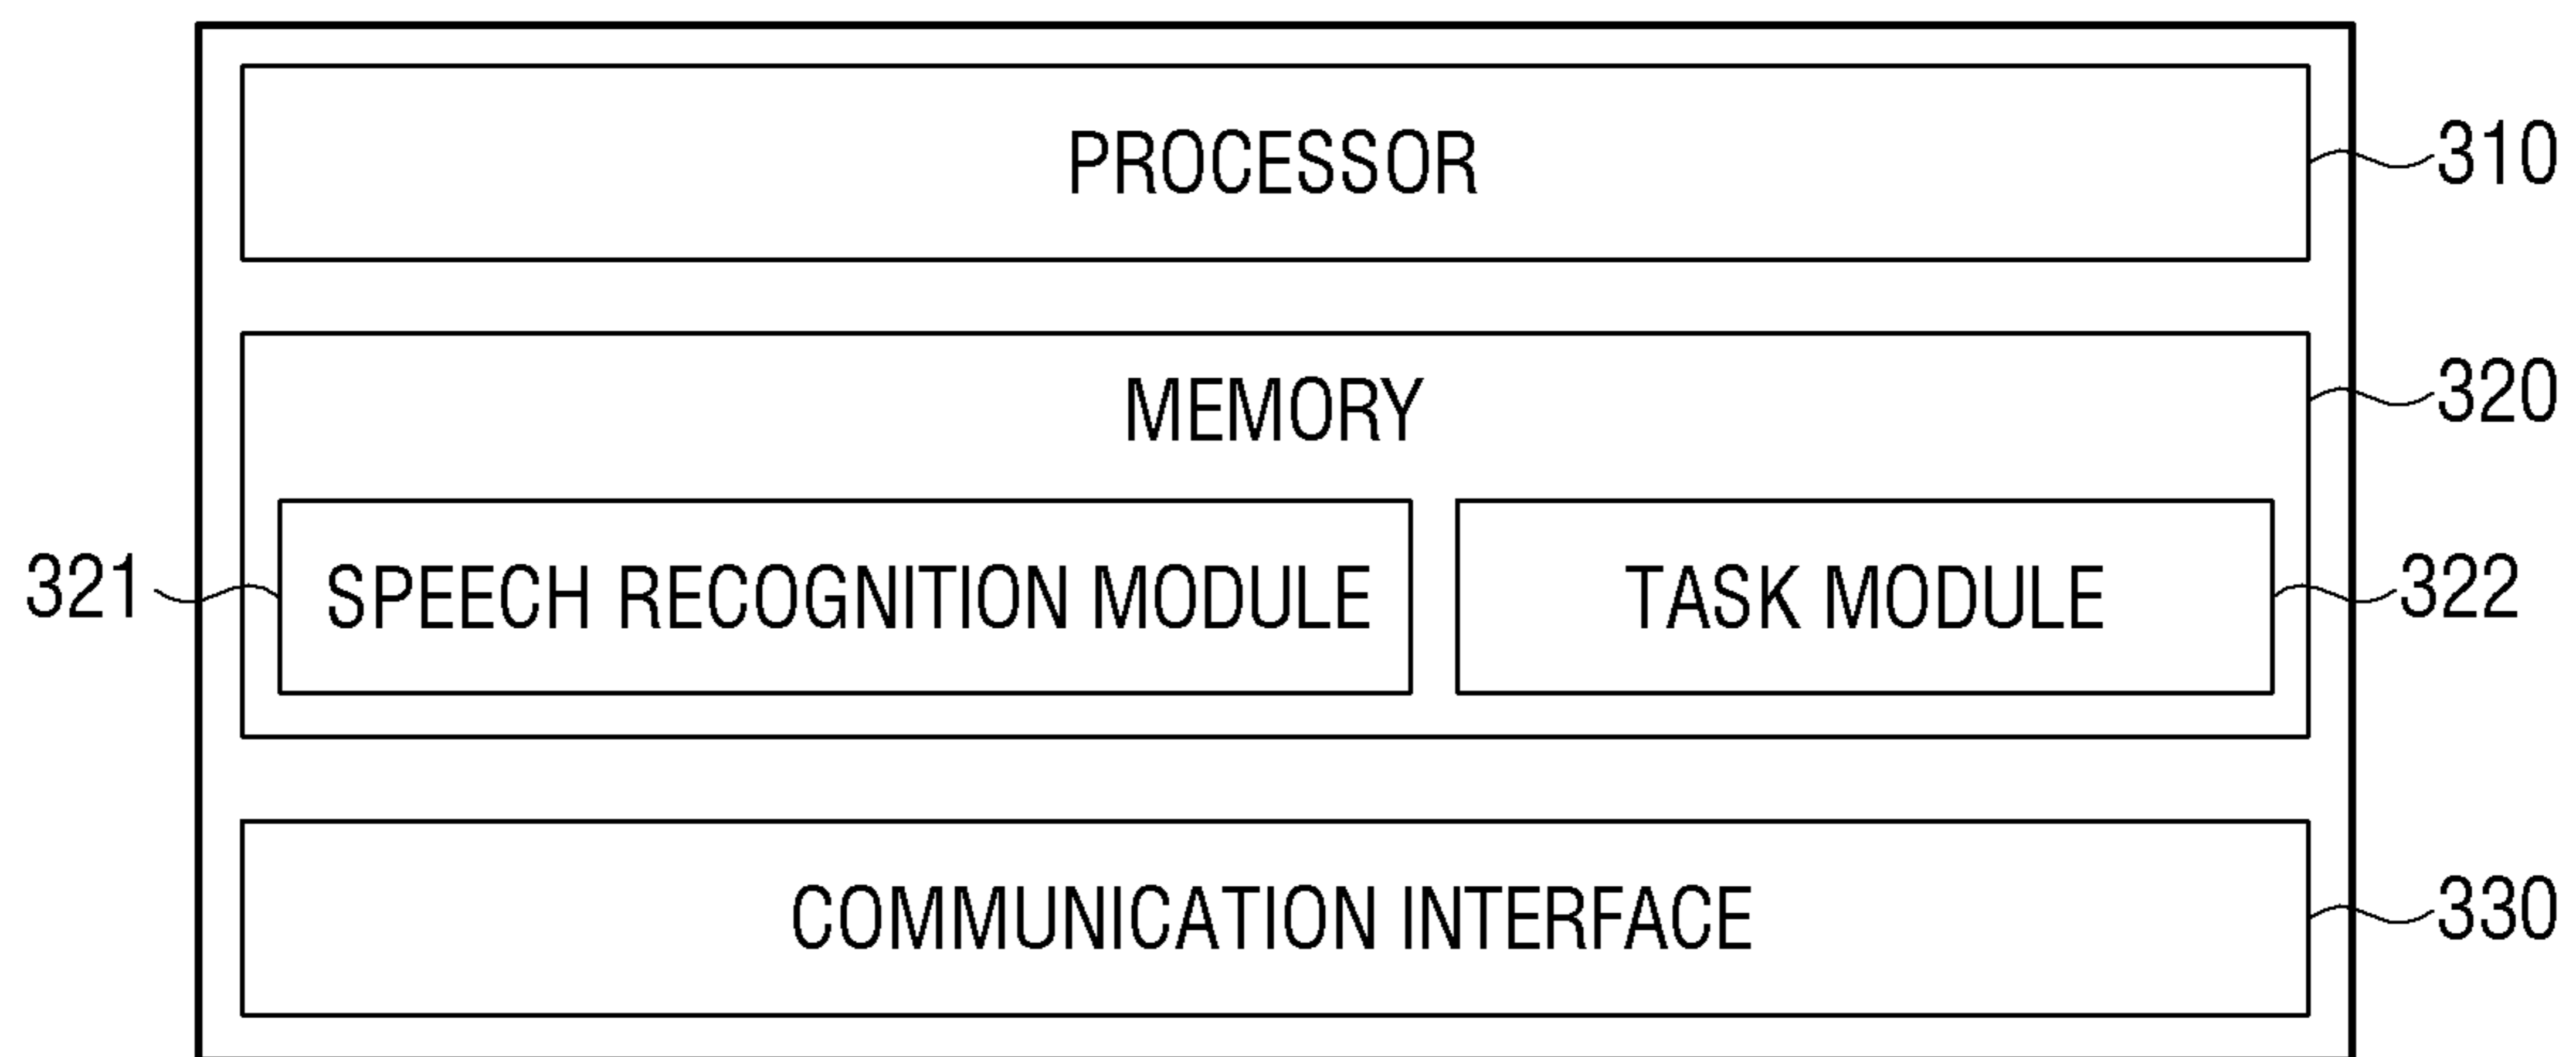 PROCESSOR 310
MEMORY 320
321 SPEECH RECOGNITION MODULE TASK MODULE 322
COMMUNICATION INTERFACE 330